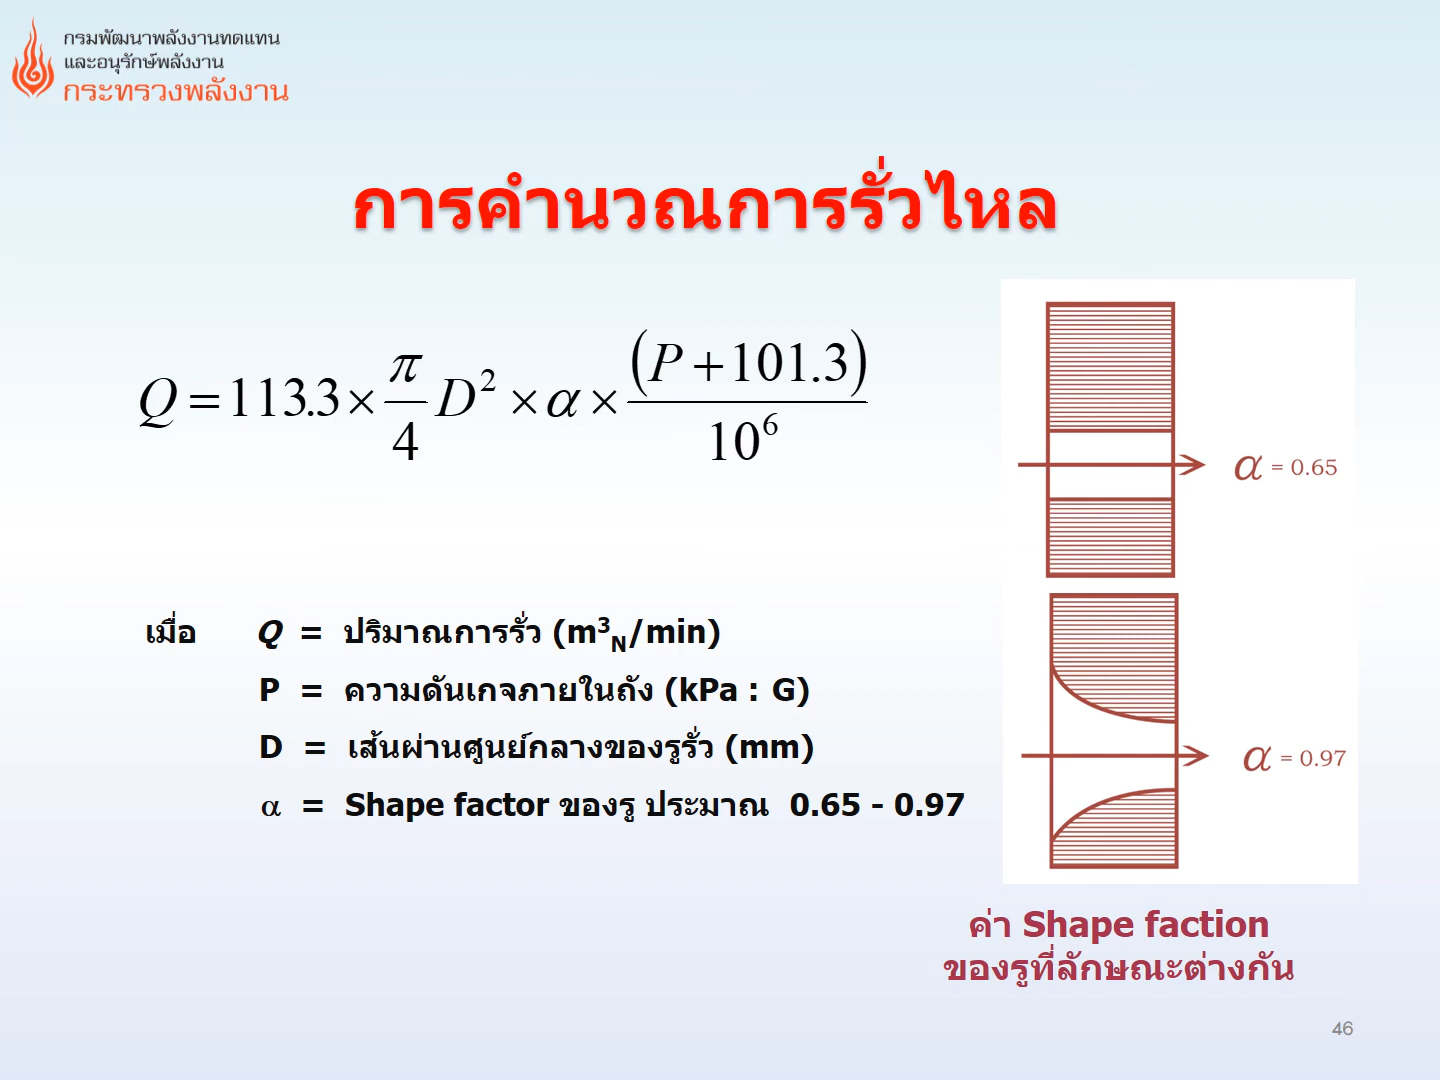 กรมพัฒนาพลังงานทดแทน
และอนุรักษ์พลังงาน
กระทรวงพลังงาน
การคำนวณการรั่วไหล
Q = 113.3 × π/4 D² × α × (P + 101.3)/10⁶
α = 0.65
เมื่อ Q = ปริมาณการรั่ว (m³N/min)
P = ความดันเกจภายในถัง (kPa : G)
D = เส้นผ่านศูนย์กลางของรูรั่ว (mm)
α = Shape factor ของรู ประมาณ 0.65 - 0.97
α = 0.97
ค่า Shape faction
ของรูที่ลักษณะต่างกัน
46